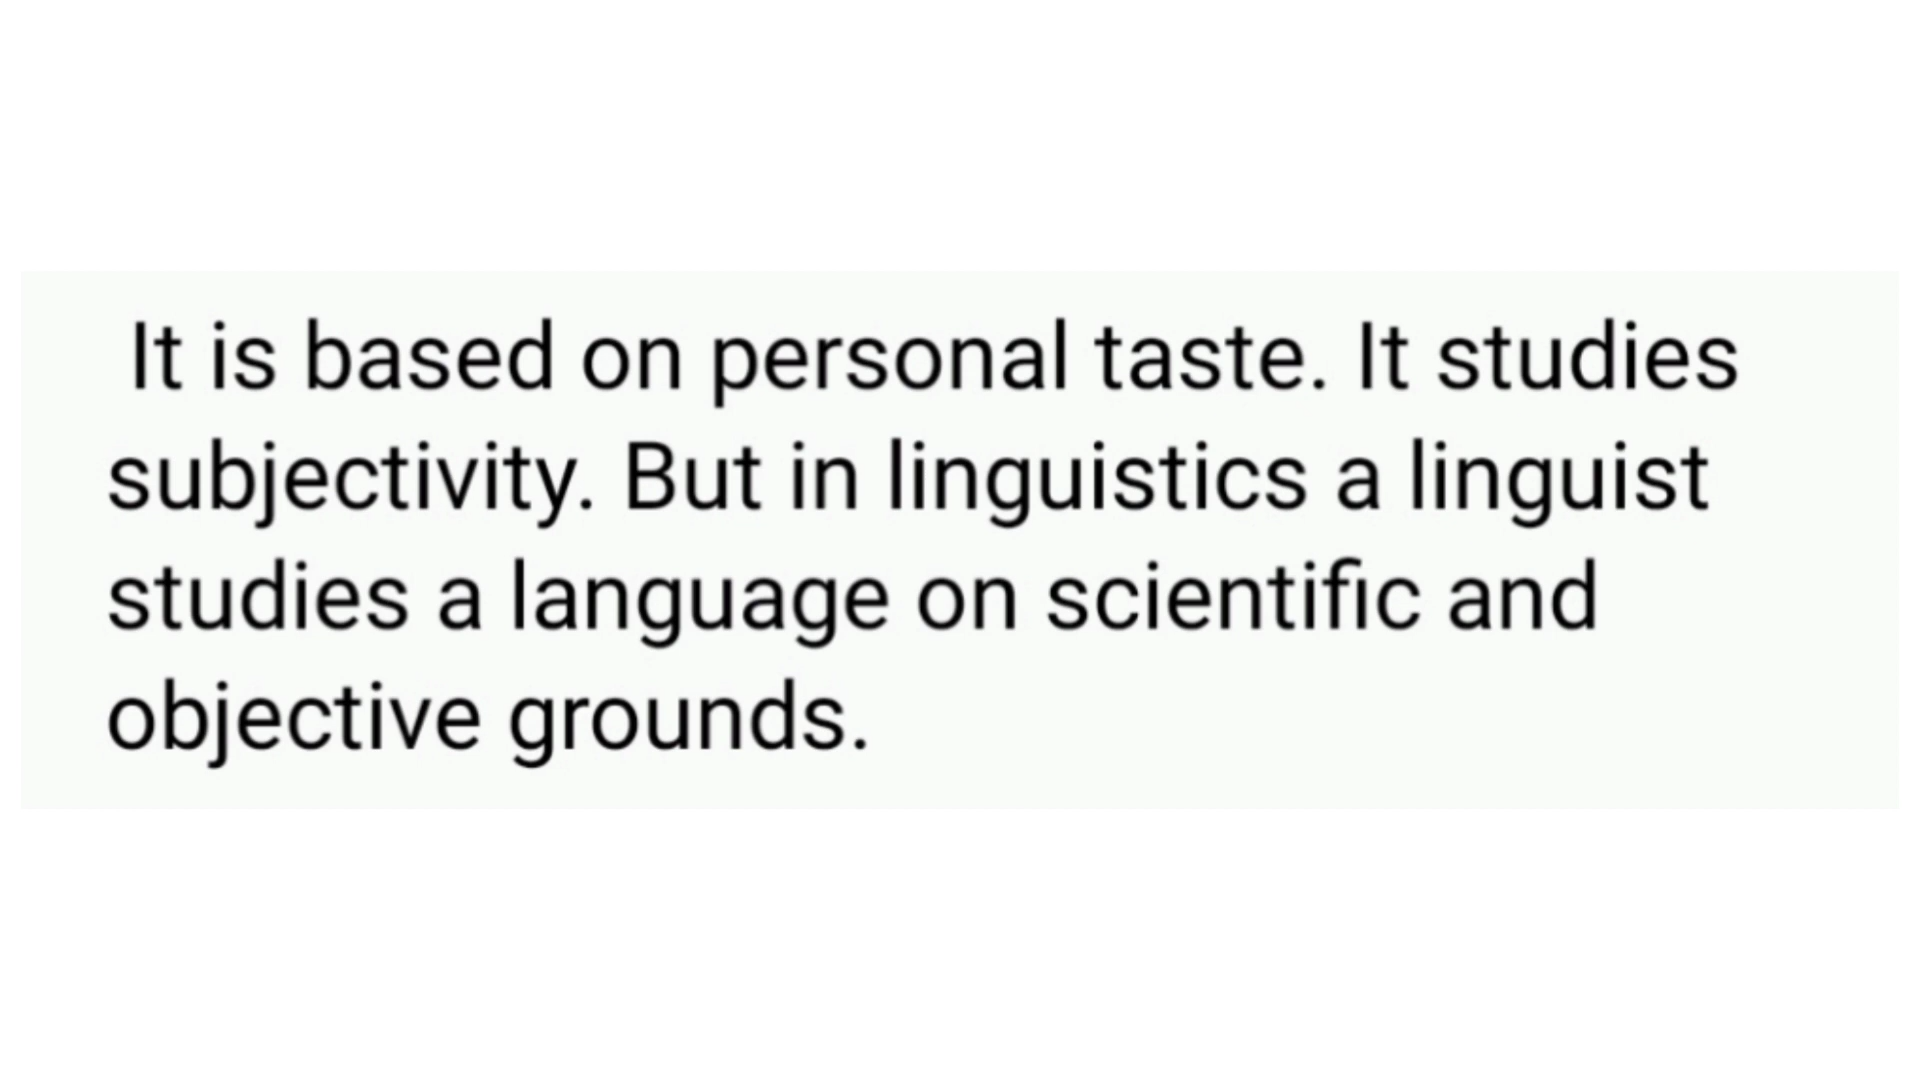 It is based on personal taste. It studies
subjectivity. But in linguistics a linguist
studies a language on scientific and
objective grounds.